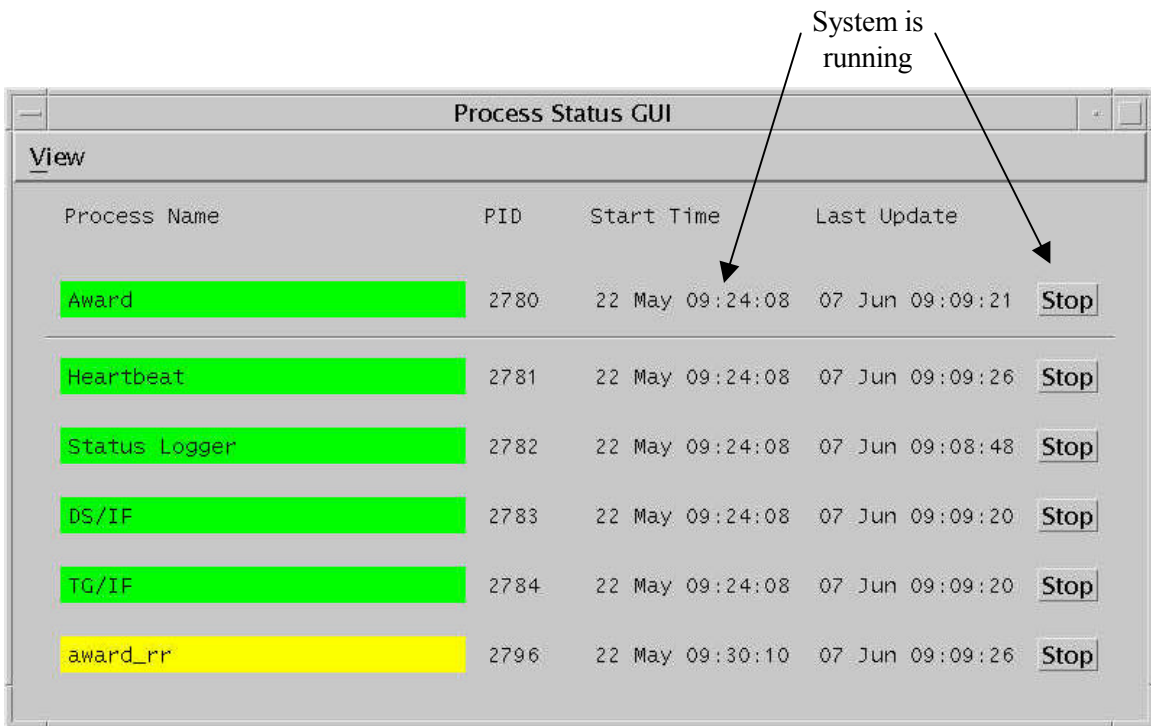 System is
running
Process Status GUI
View
Process Name PID Start Time Last Update
Award 2780 22 May 09:24:08 07 Jun 09:09:21 Stop
Heartbeat 2781 22 May 09:24:08 07 Jun 09:09:26 Stop
Status Logger 2782 22 May 09:24:08 07 Jun 09:08:48 Stop
DS/IF 2783 22 May 09:24:08 07 Jun 09:09:20 Stop
TG/IF 2784 22 May 09:24:08 07 Jun 09:09:20 Stop
award_rr 2796 22 May 09:30:10 07 Jun 09:09:26 Stop